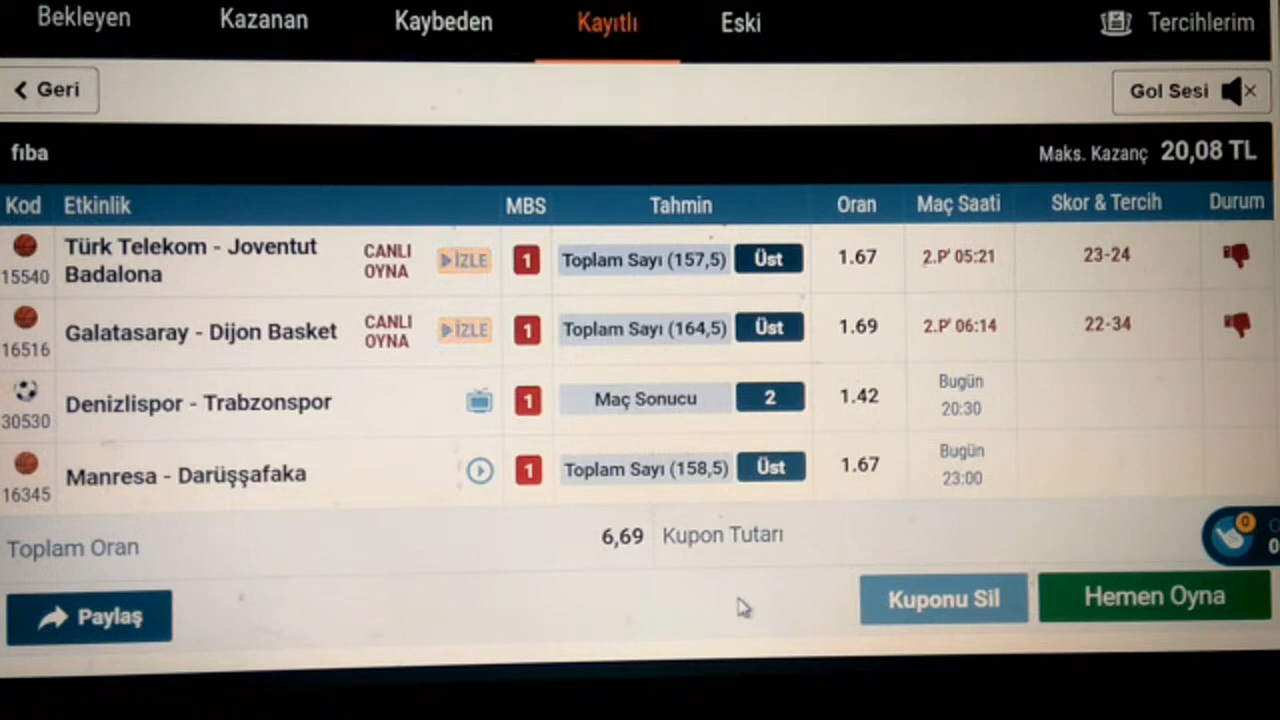 Bekleyen Kazanan Kaybeden Kayıtlı Eski Tercihlerim
Geri Gol Sesi
fıba Maks. Kazanç 20,08 TL
Kod Etkinlik MBS Tahmin Oran Maç Saati Skor & Tercih Durum
15540 Türk Telekom - Joventut Badalona CANLI OYNA İZLE 1 Toplam Sayı (157,5) Üst 1.67 2.P' 05:21 23-24
16516 Galatasaray - Dijon Basket CANLI OYNA İZLE 1 Toplam Sayı (164,5) Üst 1.69 2.P' 06:14 22-34
30530 Denizlispor - Trabzonspor 1 Maç Sonucu 2 1.42 Bugün 20:30
16345 Manresa - Darüşşafaka 1 Toplam Sayı (158,5) Üst 1.67 Bugün 23:00
Toplam Oran 6,69 Kupon Tutarı 0
Paylaş Kuponu Sil Hemen Oyna